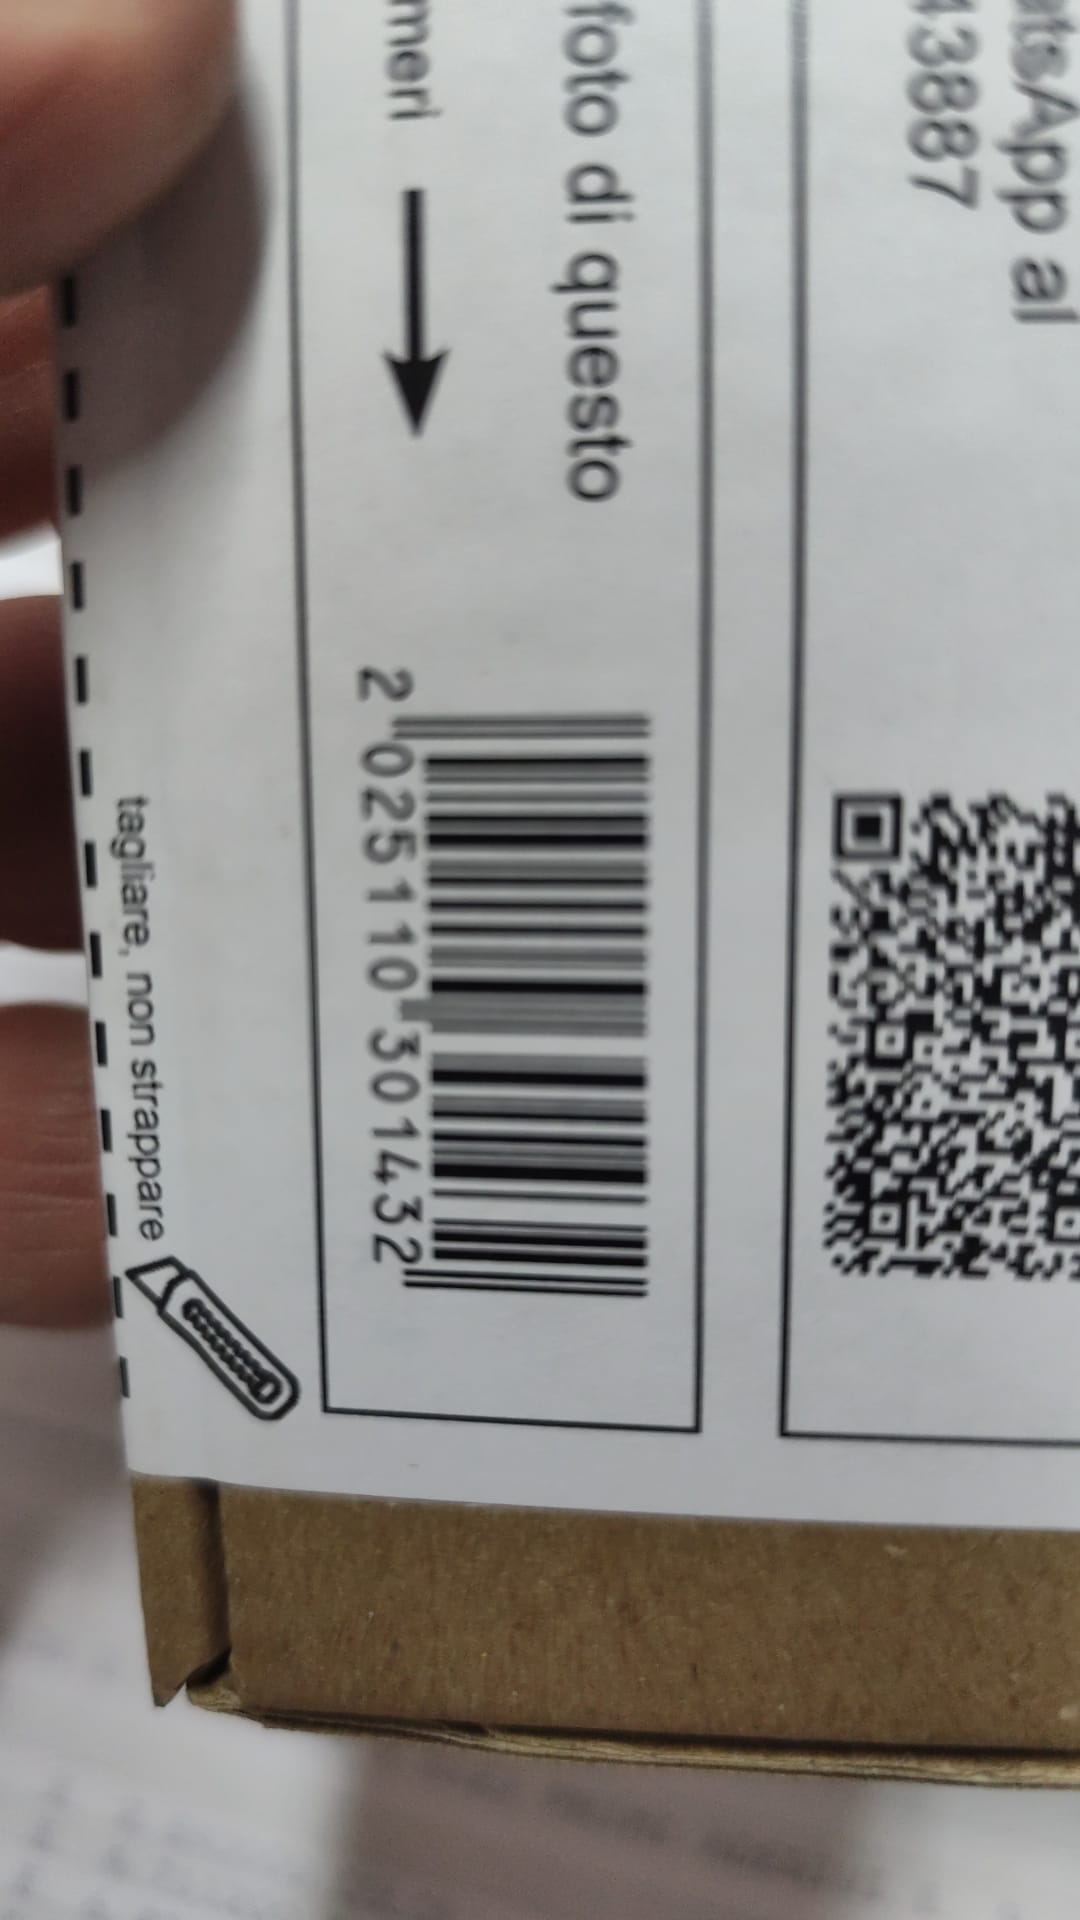 atsApp al
43887
foto di questo
meri
2 025110 301432
tagliare, non strappare